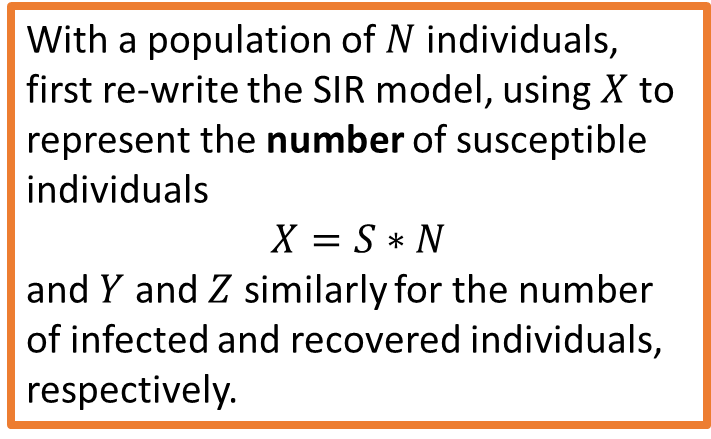 With a population of N individuals,
first re-write the SIR model, using X to
represent the number of susceptible
individuals
X = S ∗ N
and Y and Z similarly for the number
of infected and recovered individuals,
respectively.